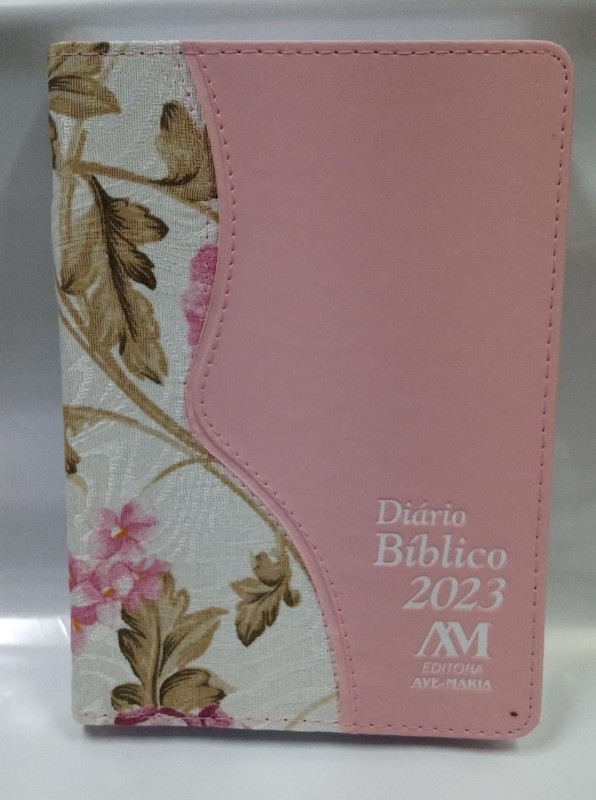 Diário
Bíblico
2023
AM
EDITORA
AVE-MARIA